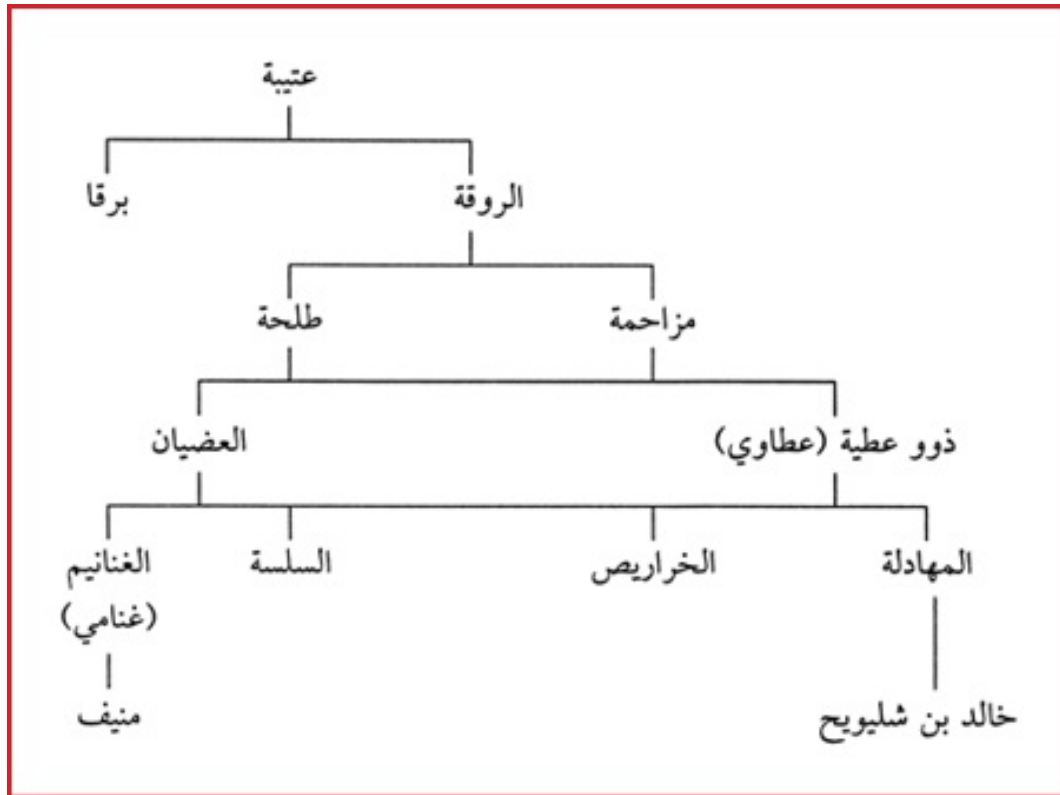 عتيبة
الروقة
برقا
مزاحمة
طلحة
ذوو عطية (عطاوي)
العضيان
المهادلة
الخراريص
السلسة
الغنانيم
(غنامي)
خالد بن شليويح
منيف